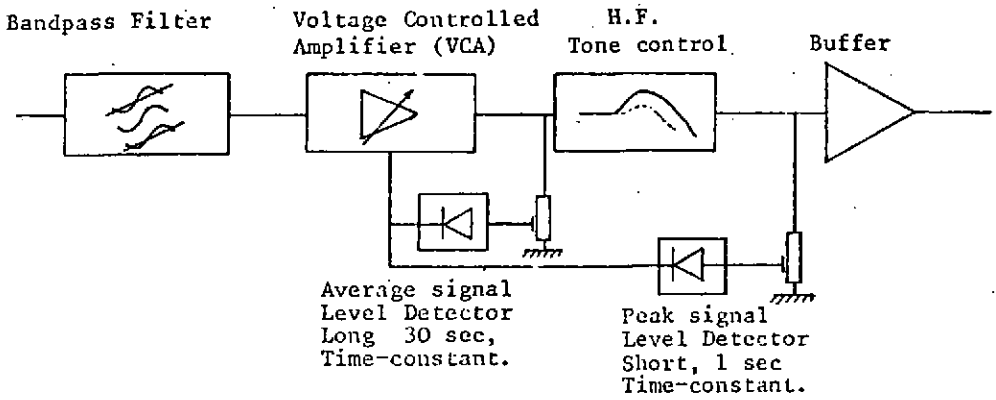 Bandpass Filter
Voltage Controlled
Amplifier (VCA)
H.F.
Tone control
Buffer
Average signal
Level Detector
Long 30 sec,
Time-constant.
Peak signal
Level Detector
Short, 1 sec
Time-constant.